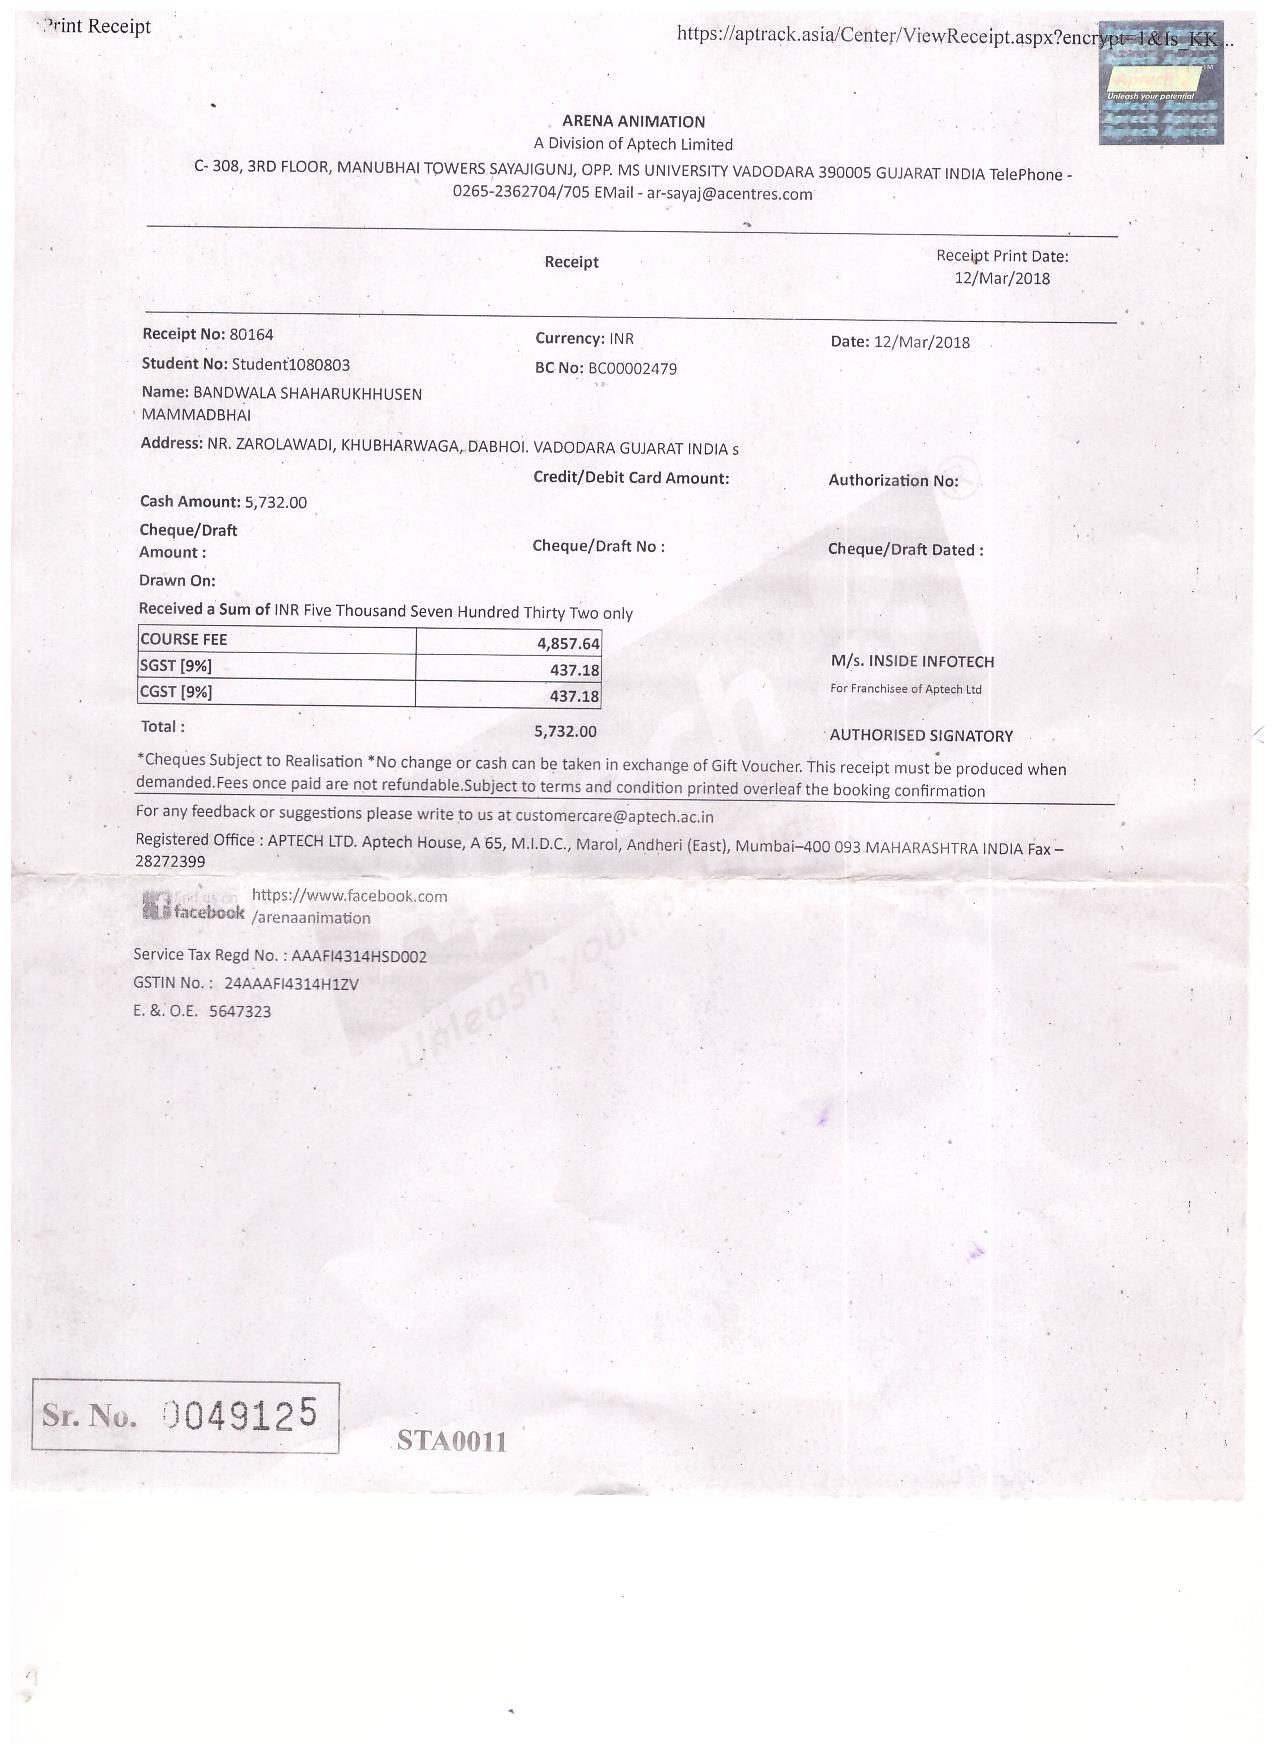 Print Receipt
https://aptrack.asia/Center/ViewReceipt.aspx?encrypt=1&Is_KK...
Aptech
TM
Unleash your potential
Aptech Aptech
Aptech Aptech
Aptech Aptech
ARENA ANIMATION
A Division of Aptech Limited
C- 308, 3RD FLOOR, MANUBHAI TOWERS SAYAJIGUNJ, OPP. MS UNIVERSITY VADODARA 390005 GUJARAT INDIA TelePhone -
0265-2362704/705 EMail - ar-sayaj@acentres.com
Receipt
Receipt Print Date:
12/Mar/2018
Receipt No: 80164 Currency: INR Date: 12/Mar/2018
Student No: Student1080803 BC No: BC00002479
Name: BANDWALA SHAHARUKHHUSEN
MAMMADBHAI
Address: NR. ZAROLAWADI, KHUBHARWAGA, DABHOI. VADODARA GUJARAT INDIA s
Credit/Debit Card Amount: Authorization No:
Cash Amount: 5,732.00
Cheque/Draft
Amount : Cheque/Draft No : Cheque/Draft Dated :
Drawn On:
Received a Sum of INR Five Thousand Seven Hundred Thirty Two only
COURSE FEE 4,857.64
SGST [9%] 437.18
CGST [9%] 437.18
M/s. INSIDE INFOTECH
For Franchisee of Aptech Ltd
Total : 5,732.00 AUTHORISED SIGNATORY
*Cheques Subject to Realisation *No change or cash can be taken in exchange of Gift Voucher. This receipt must be produced when
demanded.Fees once paid are not refundable.Subject to terms and condition printed overleaf the booking confirmation
For any feedback or suggestions please write to us at customercare@aptech.ac.in
Registered Office : APTECH LTD. Aptech House, A 65, M.I.D.C., Marol, Andheri (East), Mumbai–400 093 MAHARASHTRA INDIA Fax –
28272399
find us on
facebook
https://www.facebook.com
/arenaanimation
Service Tax Regd No. : AAAFI4314HSD002
GSTIN No. : 24AAAFI4314H1ZV
E. &. O.E. 5647323
Unleash your
Sr. No. 0049125
STA0011